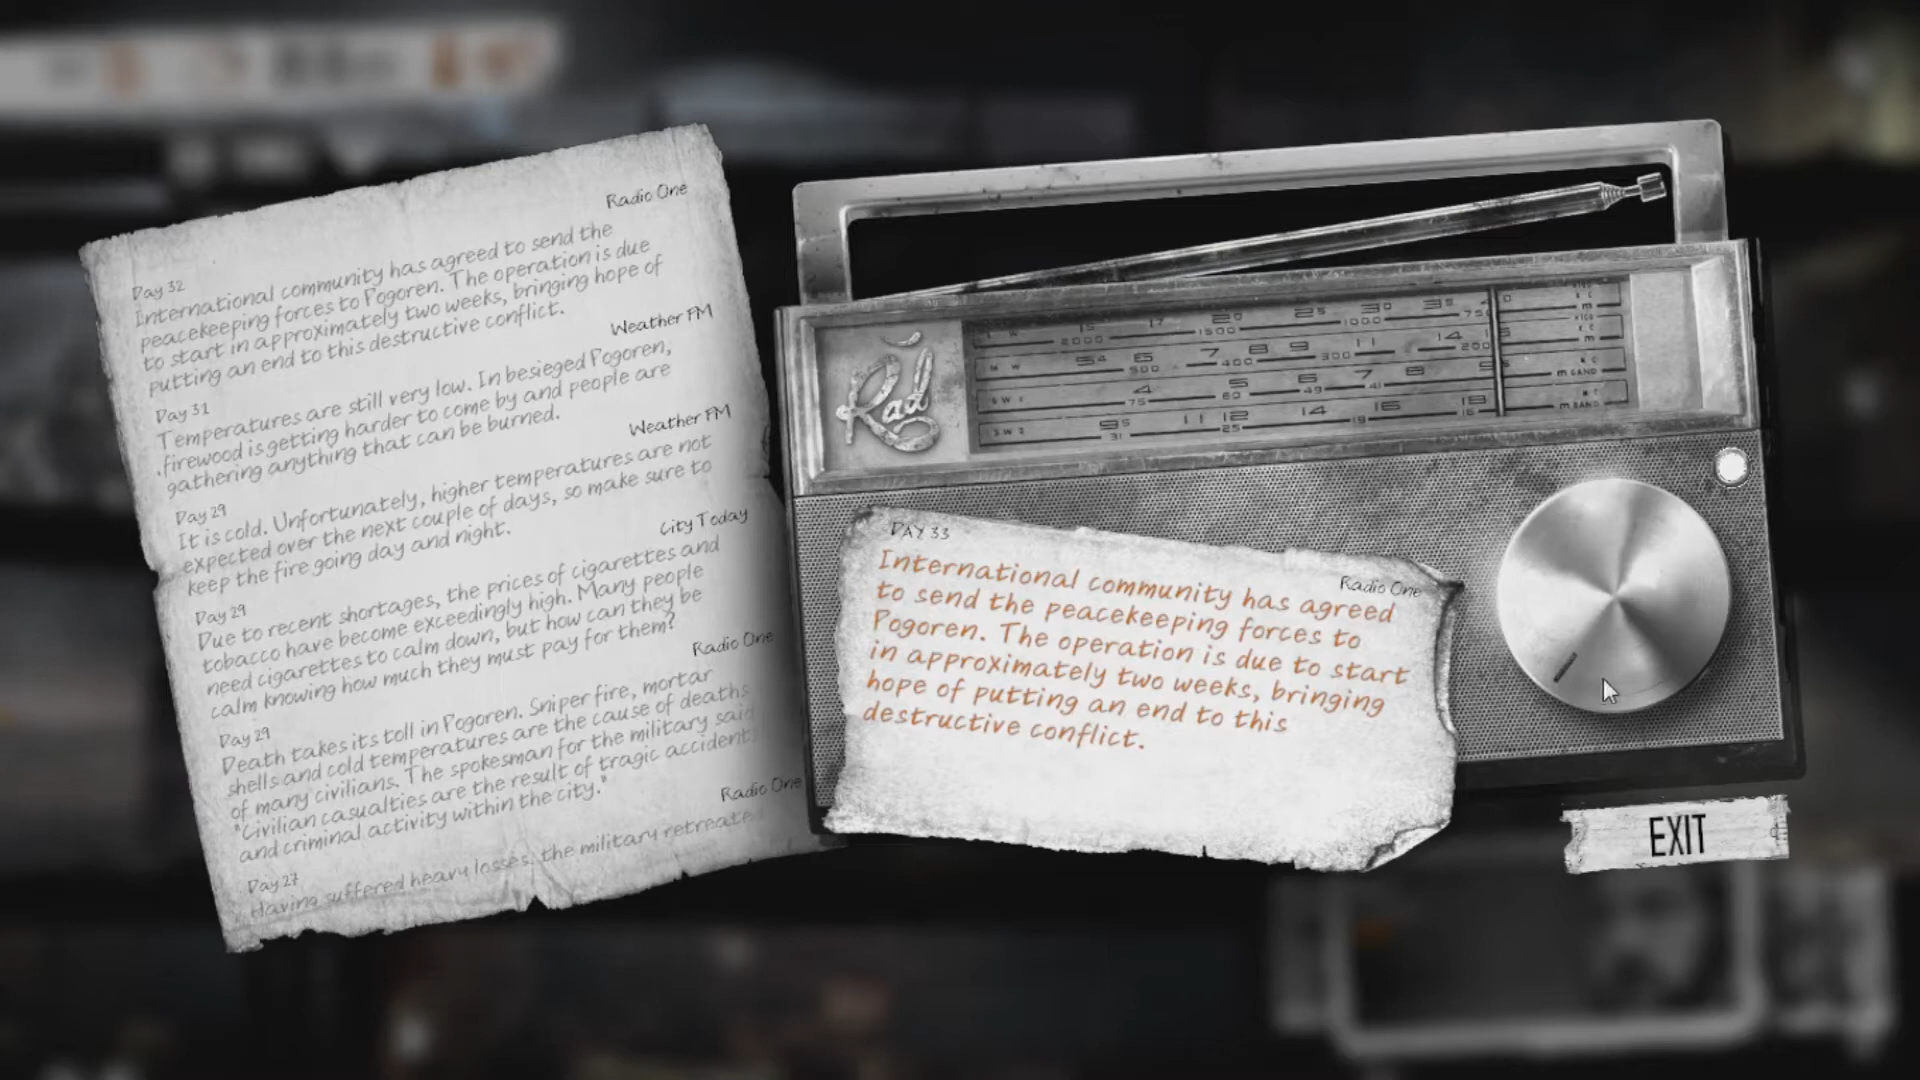 Radio One
Day 32
International community has agreed to send the
peacekeeping forces to Pogoren. The operation is due
to start in approximately two weeks, bringing hope of
putting an end to this destructive conflict.
Weather FM
Day 31
Temperatures are still very low. In besieged Pogoren,
firewood is getting harder to come by and people are
gathering anything that can be burned.
Weather FM
Day 29
It is cold. Unfortunately, higher temperatures are not
expected over the next couple of days, so make sure to
keep the fire going day and night.
City Today
Day 29
Due to recent shortages, the prices of cigarettes and
tobacco have become exceedingly high. Many people
need cigarettes to calm down, but how can they be
calm knowing how much they must pay for them?
Radio One
Day 29
Death takes its toll in Pogoren. Sniper fire, mortar
shells and cold temperatures are the cause of deaths
of many civilians. The spokesman for the military said
"Civilian casualties are the result of tragic accident
and criminal activity within the city."
Radio One
Day 27
Having suffered heavy losses, the military retreate
Rad
DAY 33
Radio One
International community has agreed
to send the peacekeeping forces to
Pogoren. The operation is due to start
in approximately two weeks, bringing
hope of putting an end to this
destructive conflict.
EXIT